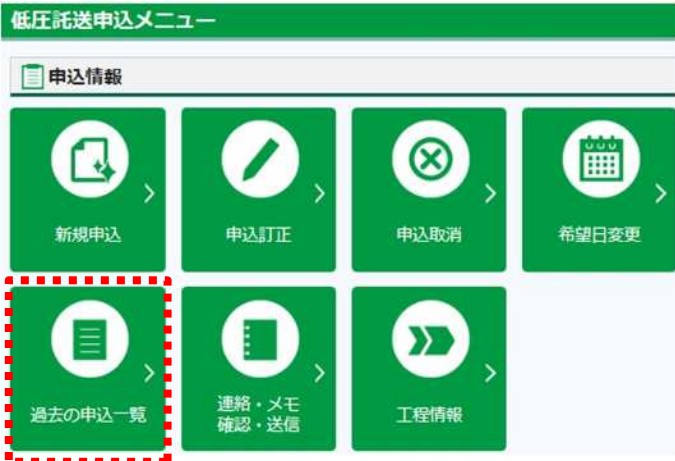 低圧託送申込メニュー
申込情報
新規申込
申込訂正
申込取消
希望日変更
過去の申込一覧
連絡・メモ
確認・送信
工程情報